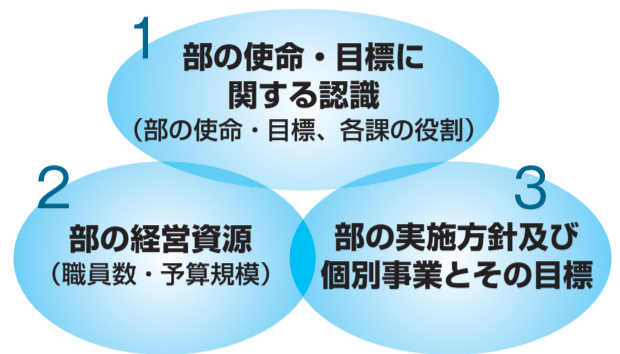 1
部の使命・目標に
関する認識
（部の使命・目標、各課の役割）
2
部の経営資源
（職員数・予算規模）
3
部の実施方針及び
個別事業とその目標